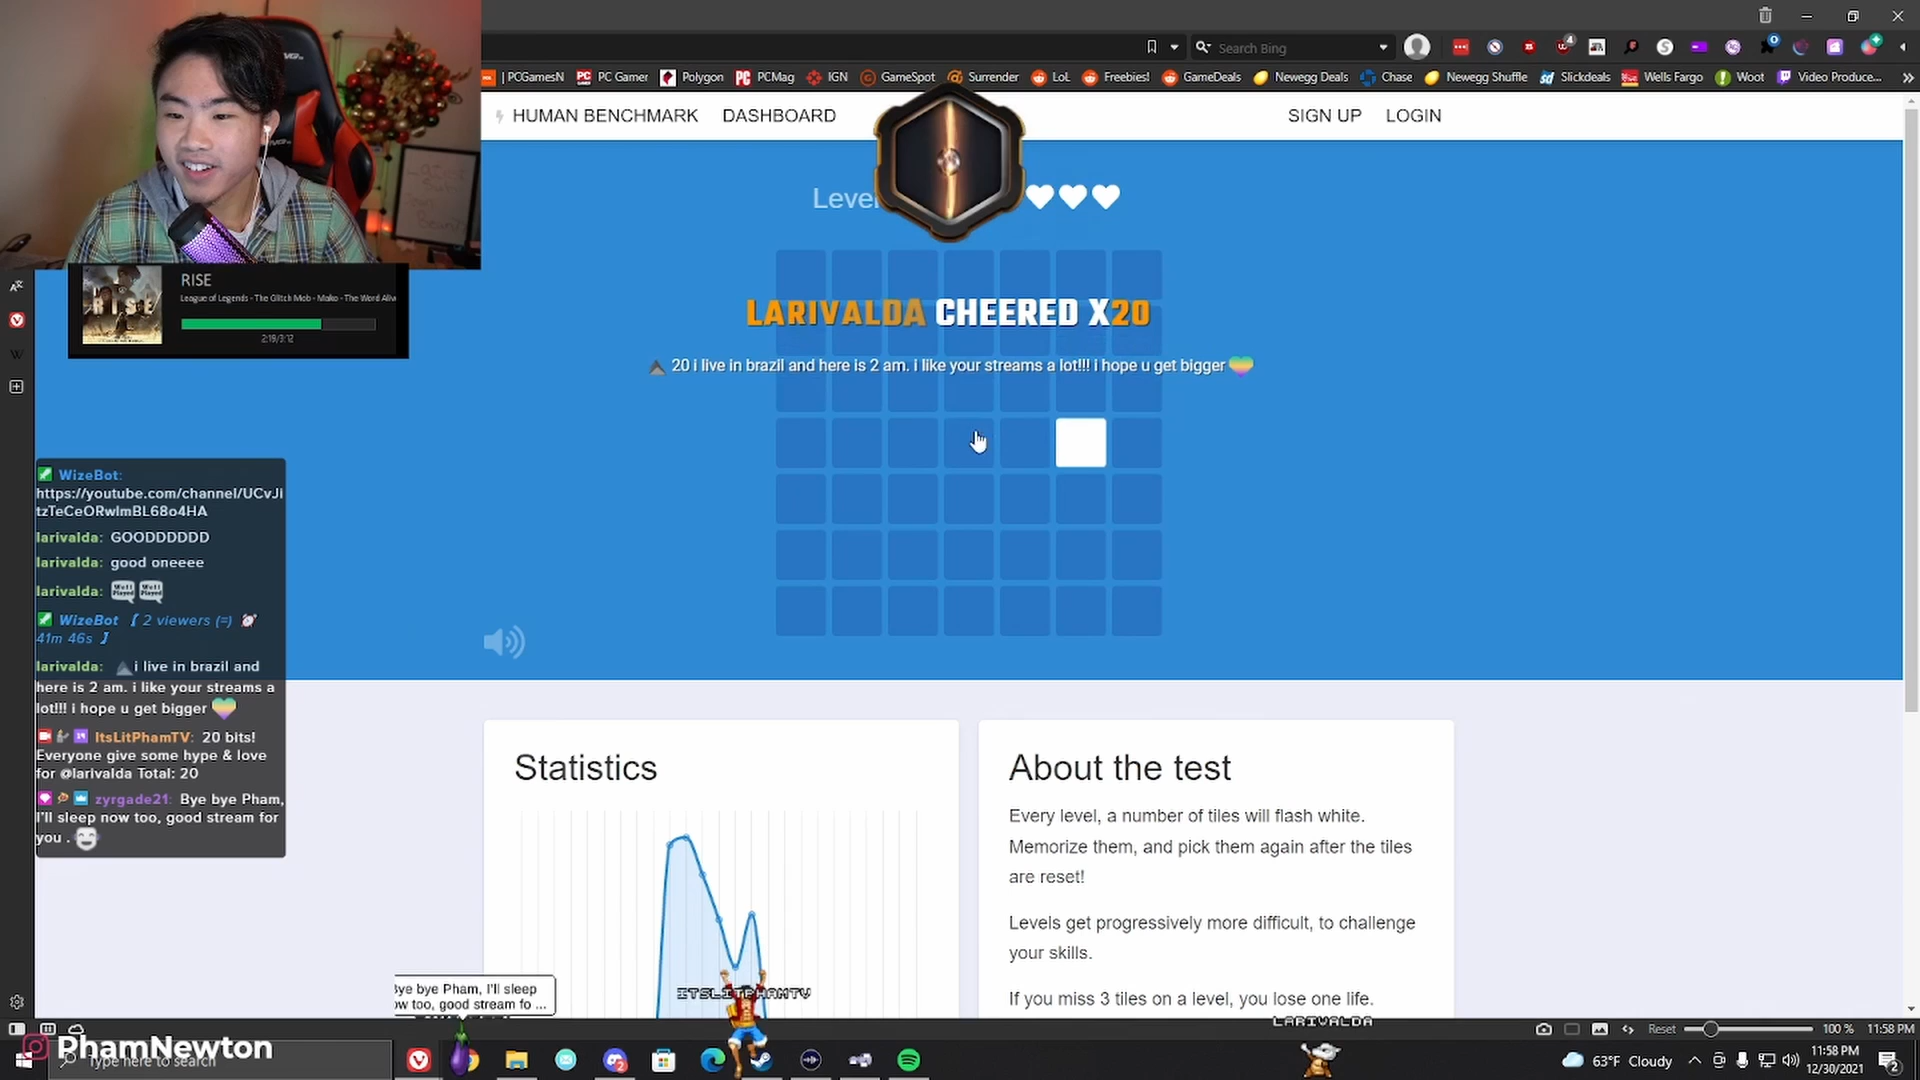 Search Bing
PCGamesN
PC Gamer
Polygon
PCMag
IGN
GameSpot
Surrender
LoL
Freebies!
GameDeals
Newegg Deals
Chase
Newegg Shuffle
Slickdeals
Wells Fargo
Woot
Video Produce...
HUMAN BENCHMARK
DASHBOARD
SIGN UP
LOGIN
Level
RISE
League of Legends - The Glitch Mob - Mako - The Word Aliv
2:19/3:12
LARIVALDA CHEERED X20
20 i live in brazil and here is 2 am. i like your streams a lot!!! i hope u get bigger
WizeBot:
https://youtube.com/channel/UCvJi
tzTeCeORwlmBL68o4HA
larivalda: GOODDDDDD
larivalda: good oneeee
larivalda:
WizeBot 【 2 viewers (=)
41m 46s 】
larivalda: i live in brazil and
here is 2 am. i like your streams a
lot!!! i hope u get bigger
ItsLitPhamTV: 20 bits!
Everyone give some hype & love
for @larivalda Total: 20
zyrgade21: Bye bye Pham,
I'll sleep now too, good stream for
you .
Statistics
About the test
Every level, a number of tiles will flash white.
Memorize them, and pick them again after the tiles
are reset!
Levels get progressively more difficult, to challenge
your skills.
If you miss 3 tiles on a level, you lose one life.
Bye bye Pham, I'll sleep
ow too, good stream fo ...
ITSLITPHAMTV
LARIVALDA
Reset
100 %
11:58 PM
PhamNewton
Type here to search
63°F Cloudy
11:58 PM
12/30/2021